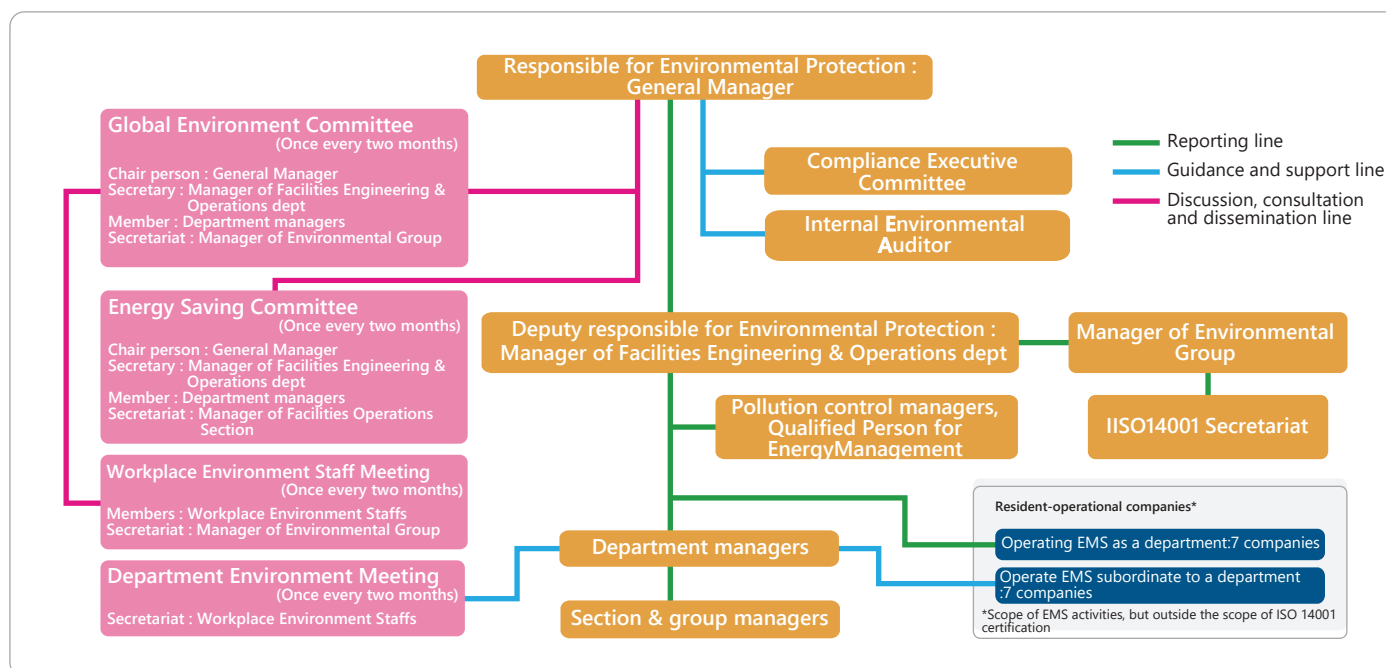 Responsible for Environmental Protection :
General Manager
Global Environment Committee
(Once every two months)
Chair person : General Manager
Secretary : Manager of Facilities Engineering &
Operations dept
Member : Department managers
Secretariat : Manager of Environmental Group
Compliance Executive
Committee
Internal Environmental
Auditor
Reporting line
Guidance and support line
Discussion, consultation
and dissemination line
Energy Saving Committee
(Once every two months)
Chair person : General Manager
Secretary : Manager of Facilities Engineering &
Operations dept
Member : Department managers
Secretariat : Manager of Facilities Operations
Section
Deputy responsible for Environmental Protection :
Manager of Facilities Engineering & Operations dept
Manager of Environmental
Group
Pollution control managers,
Qualified Person for
EnergyManagement
IISO14001 Secretariat
Workplace Environment Staff Meeting
(Once every two months)
Members : Workplace Environment Staffs
Secretariat : Manager of Environmental Group
Resident-operational companies*
Operating EMS as a department:7 companies
Operate EMS subordinate to a department
:7 companies
*Scope of EMS activities, but outside the scope of ISO 14001
certification
Department managers
Department Environment Meeting
(Once every two months)
Secretariat : Workplace Environment Staffs
Section & group managers